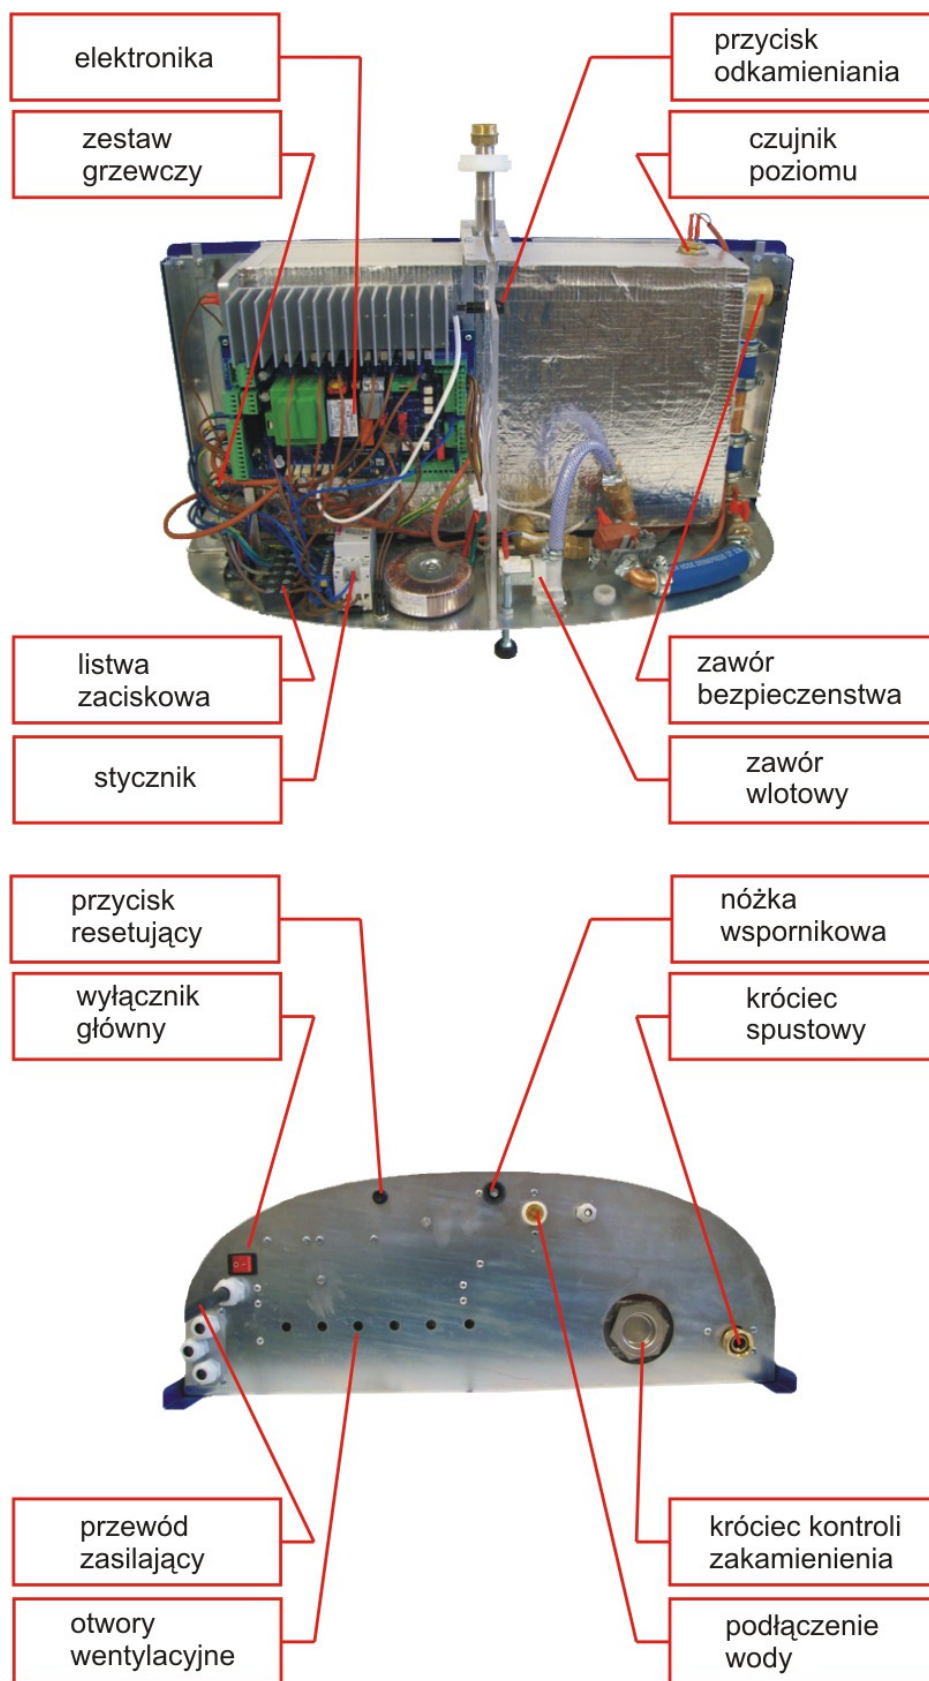 elektronika
przycisk
odkamieniania
zestaw
grzewczy
czujnik
poziomu
listwa
zaciskowa
zawór
bezpieczenstwa
stycznik
zawór
wlotowy
przycisk
resetujący
nóżka
wspornikowa
wyłącznik
główny
króciec
spustowy
przewód
zasilający
króciec kontroli
zakamienienia
otwory
wentylacyjne
podłączenie
wody